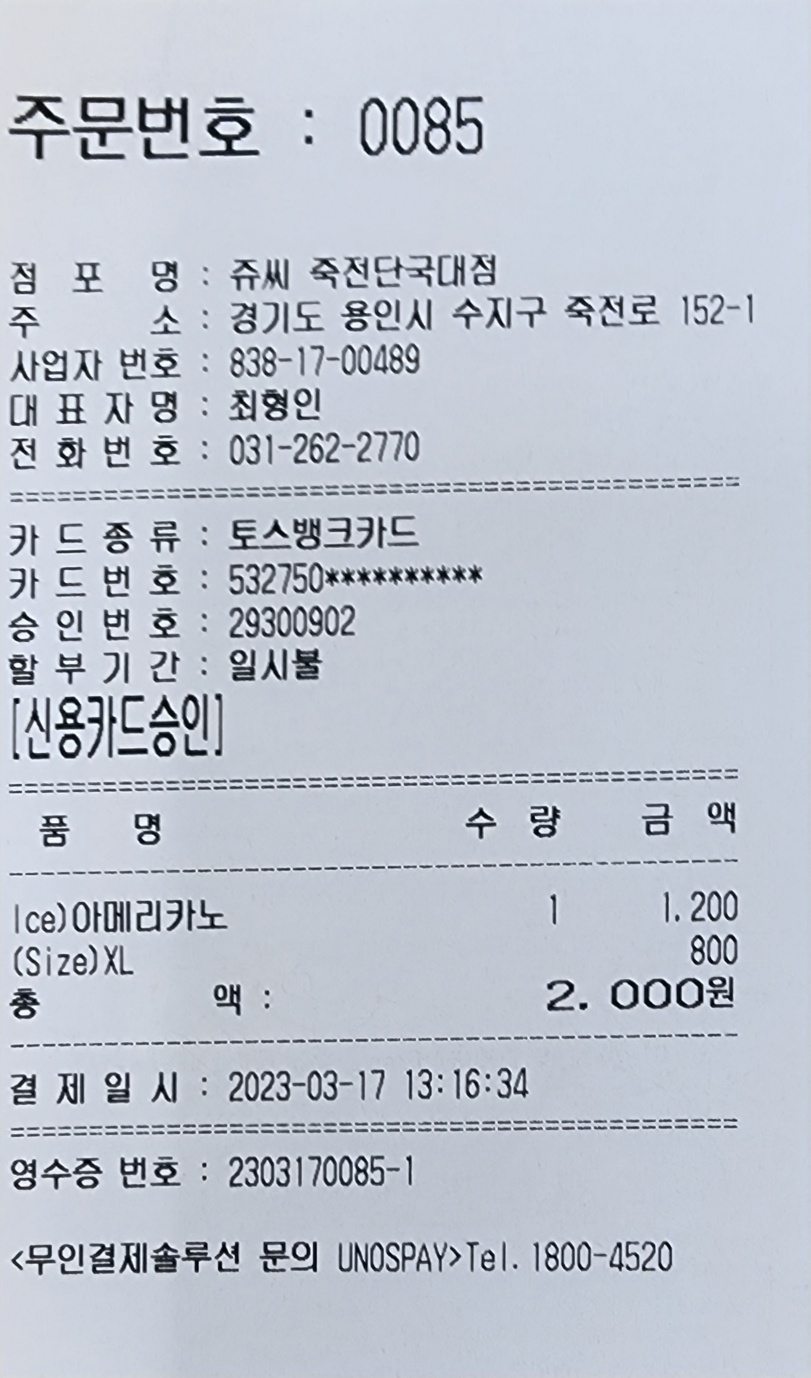 주문번호 : 0085
점 포 명 : 쥬씨 죽전단국대점
주 소 : 경기도 용인시 수지구 죽전로 152-1
사업자 번호 : 838-17-00489
대 표 자 명 : 최형인
전 화 번 호 : 031-262-2770
===============================================
카 드 종 류 : 토스뱅크카드
카 드 번 호 : 532750**********
승 인 번 호 : 29300902
할 부 기 간 : 일시불
[신용카드승인]
===============================================
품 명 수 량 금 액
-----------------------------------------------
Ice)아메리카노 1 1.200
(Size)XL 800
총 액 : 2. 000원
-----------------------------------------------
결 제 일 시 : 2023-03-17 13:16:34
===============================================
영수증 번호 : 2303170085-1
<무인결제솔루션 문의 UNOSPAY>Tel. 1800-4520